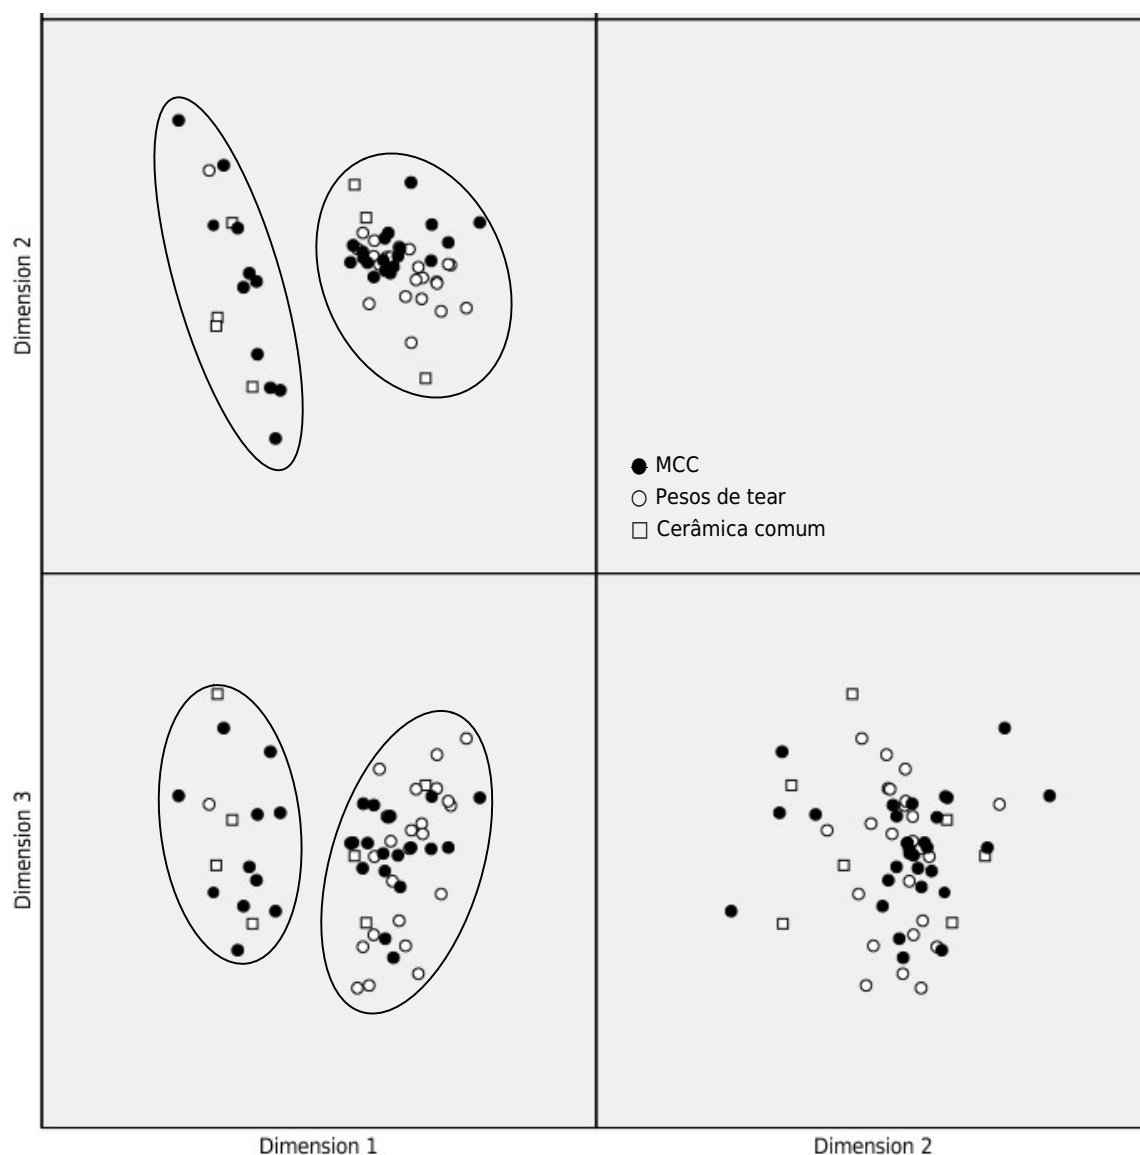 Dimension 2
MCC
Pesos de tear
Cerâmica comum
Dimension 3
Dimension 1
Dimension 2